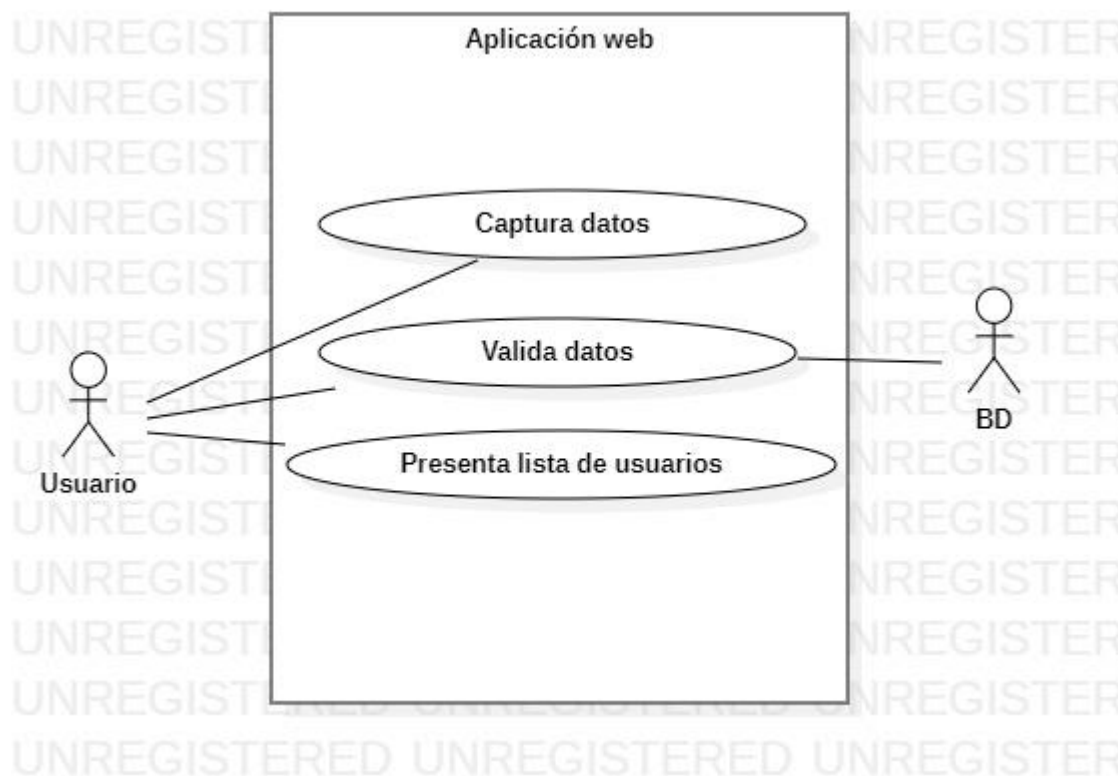 Aplicación web
Captura datos
Valida datos
Presenta lista de usuarios
Usuario
BD
UNREGISTERED UNREGISTERED UNREGISTERED